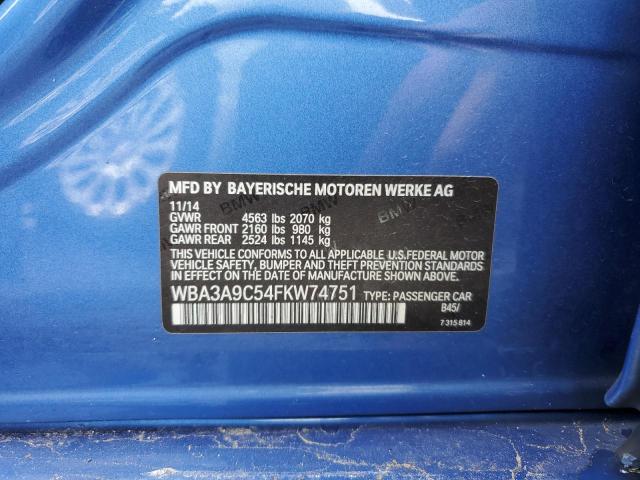 MFD BY BAYERISCHE MOTOREN WERKE AG
11/14
GVWR 4563 lbs 2070 kg
GAWR FRONT 2160 lbs 980 kg
GAWR REAR 2524 lbs 1145 kg
THIS VEHICLE CONFORMS TO ALL APPLICABLE U.S. FEDERAL MOTOR
VEHICLE SAFETY, BUMPER AND THEFT PREVENTION STANDARDS
IN EFFECT ON THE DATE OF MANUFACTURE SHOWN ABOVE.
WBA3A9C54FKW74751 TYPE: PASSENGER CAR
B45/
7 315 814